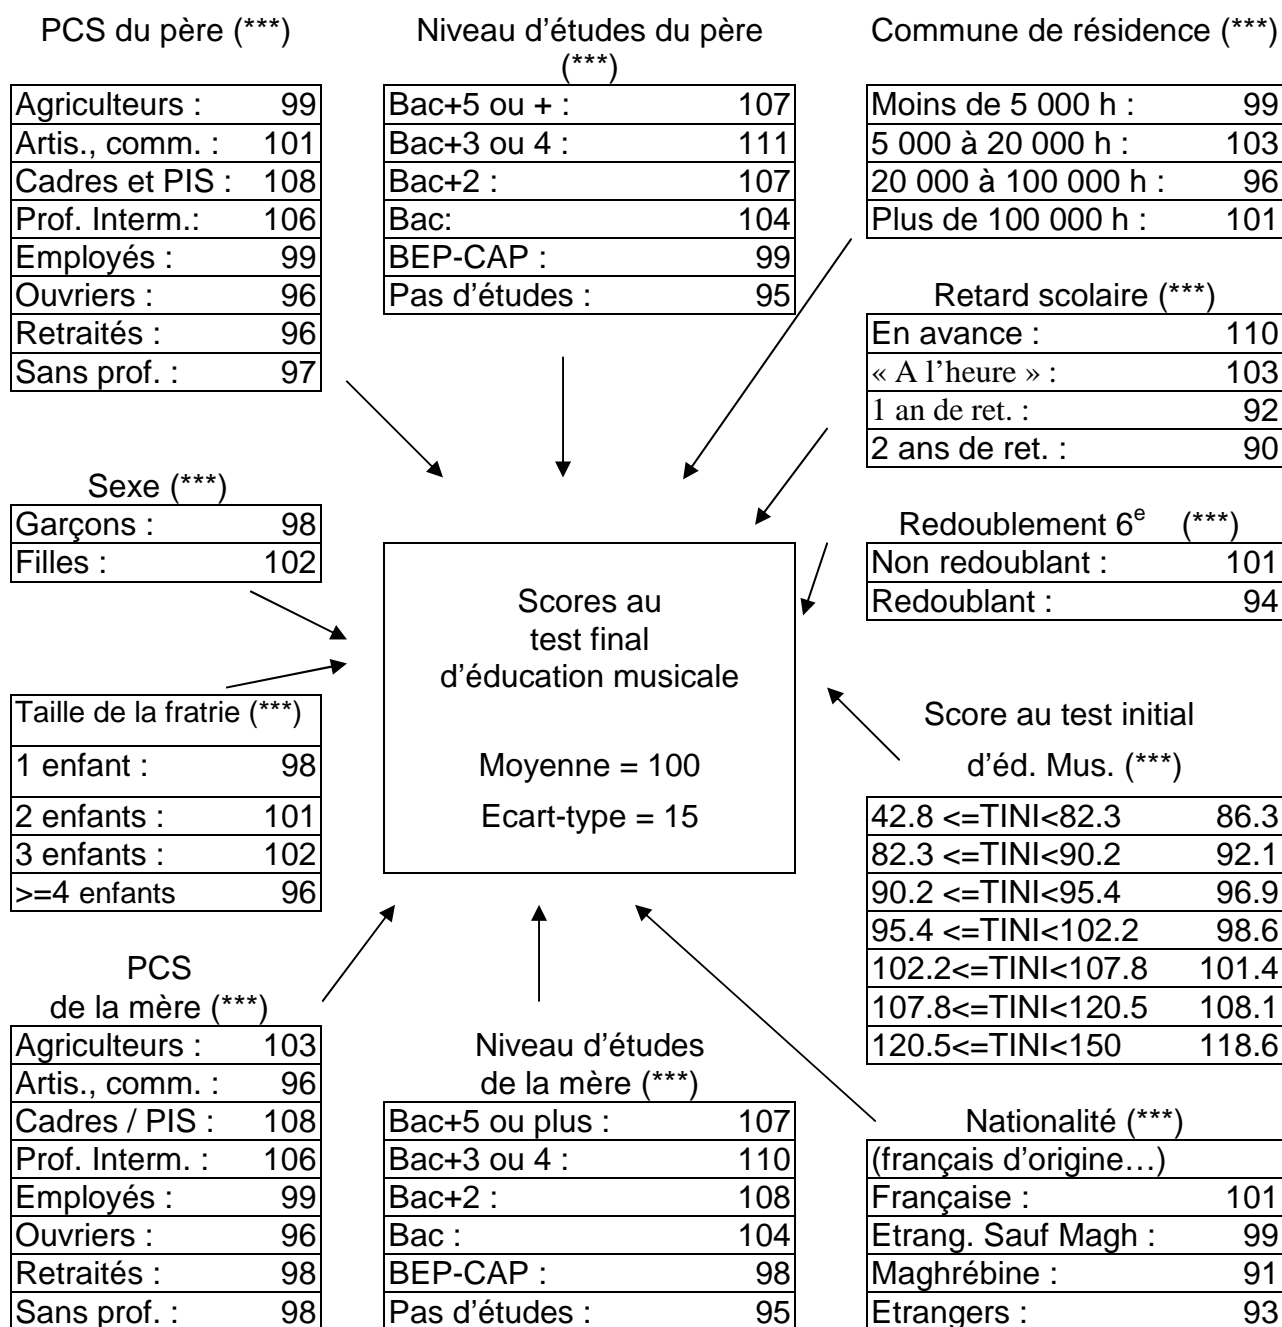 PCS du père (***)
Agriculteurs : 99
Artis., comm. : 101
Cadres et PIS : 108
Prof. Interm.: 106
Employés : 99
Ouvriers : 96
Retraités : 96
Sans prof. : 97
Niveau d'études du père
(***)
Bac+5 ou + : 107
Bac+3 ou 4 : 111
Bac+2 : 107
Bac: 104
BEP-CAP : 99
Pas d'études : 95
Commune de résidence (***)
Moins de 5 000 h : 99
5 000 à 20 000 h : 103
20 000 à 100 000 h : 96
Plus de 100 000 h : 101
Retard scolaire (***)
En avance : 110
« A l'heure » : 103
1 an de ret. : 92
2 ans de ret. : 90
Sexe (***)
Garçons : 98
Filles : 102
Redoublement 6e (***)
Non redoublant : 101
Redoublant : 94
Scores au
test final
d'éducation musicale
Moyenne = 100
Ecart-type = 15
Taille de la fratrie (***)
1 enfant : 98
2 enfants : 101
3 enfants : 102
>=4 enfants 96
Score au test initial
d'éd. Mus. (***)
42.8 <=TINI<82.3 86.3
82.3 <=TINI<90.2 92.1
90.2 <=TINI<95.4 96.9
95.4 <=TINI<102.2 98.6
102.2<=TINI<107.8 101.4
107.8<=TINI<120.5 108.1
120.5<=TINI<150 118.6
PCS
de la mère (***)
Agriculteurs : 103
Artis., comm. : 96
Cadres / PIS : 108
Prof. Interm. : 106
Employés : 99
Ouvriers : 96
Retraités : 98
Sans prof. : 98
Niveau d'études
de la mère (***)
Bac+5 ou plus : 107
Bac+3 ou 4 : 110
Bac+2 : 108
Bac : 104
BEP-CAP : 98
Pas d'études : 95
Nationalité (***)
(français d'origine…)
Française : 101
Etrang. Sauf Magh : 99
Maghrébine : 91
Etrangers : 93